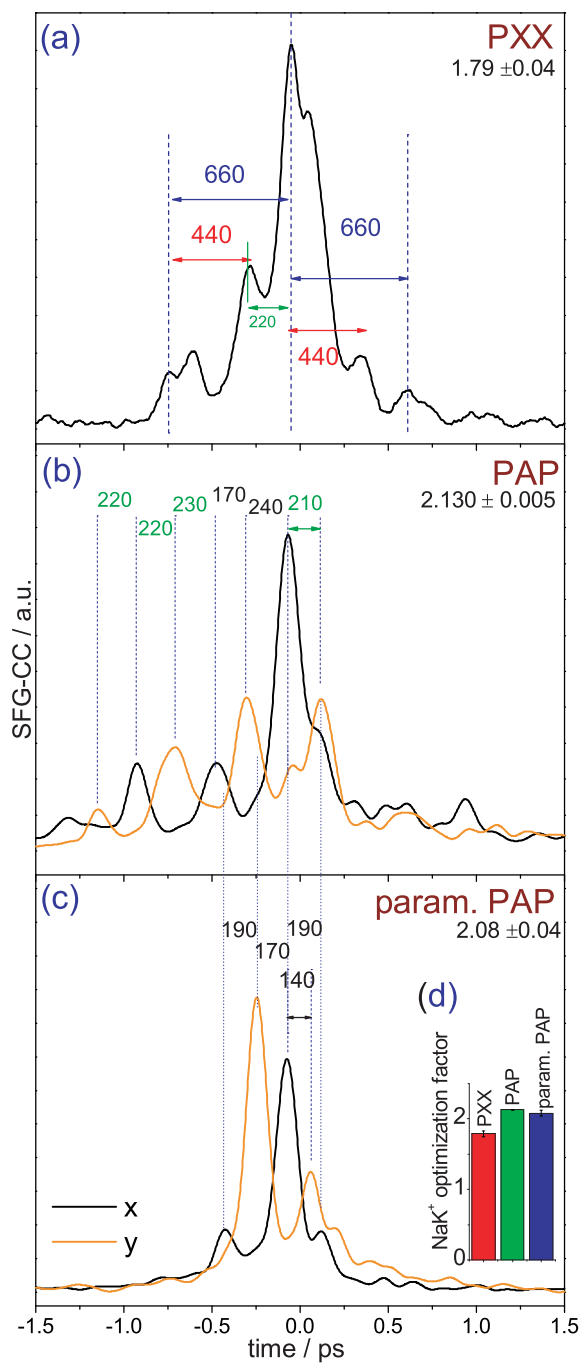 (a)
PXX
1.79 ±0.04
660
440
660
220
440
(b)
PAP
2.130 ± 0.005
220
220
230
170
240
210
SFG-CC / a.u.
(c)
param. PAP
2.08 ±0.04
190
170
190
140
(d)
NaK+ optimization factor
2
1
0
PXX
PAP
param. PAP
x
y
-1.5 -1.0 -0.5 0.0 0.5 1.0 1.5
time / ps